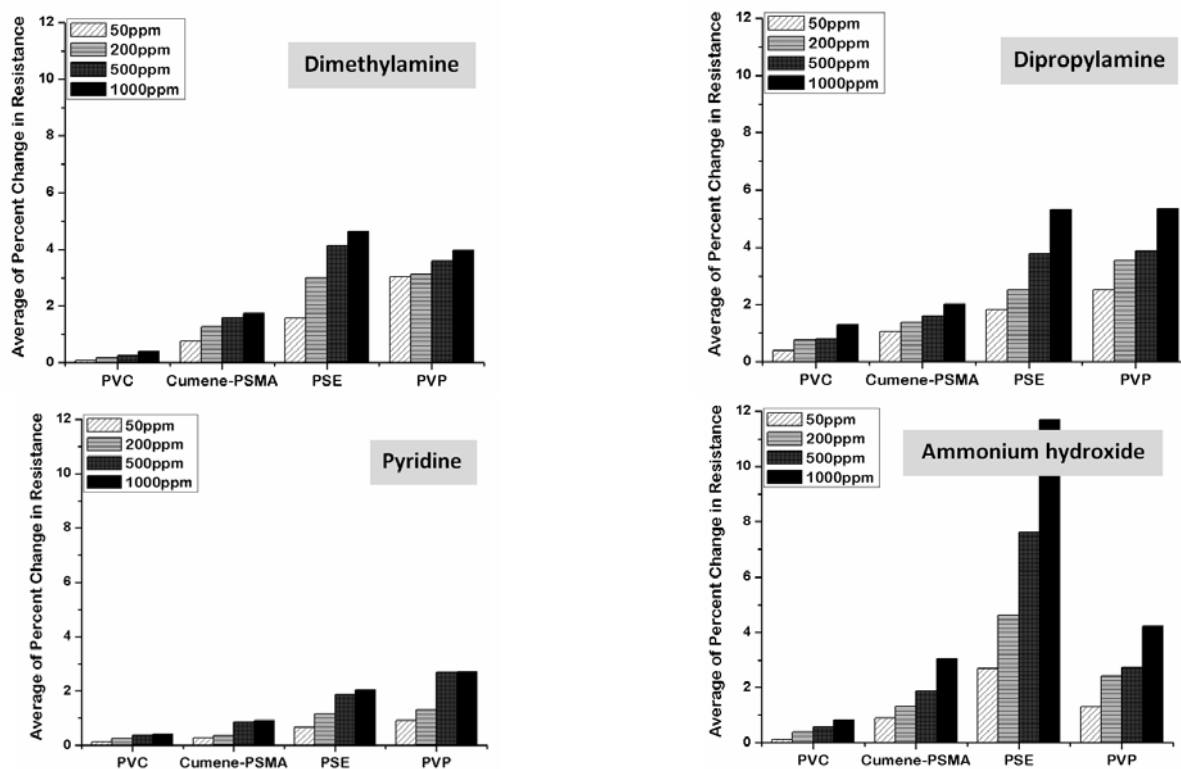 Average of Percent Change in Resistance
12
10
8
6
4
2
0
50ppm
200ppm
500ppm
1000ppm
Dimethylamine
PVC Cumene-PSMA PSE PVP
Average of Percent Change in Resistance
12
10
8
6
4
2
0
50ppm
200ppm
500ppm
1000ppm
Dipropylamine
PVC Cumene-PSMA PSE PVP
Average of Percent Change in Resistance
12
10
8
6
4
2
0
50ppm
200ppm
500ppm
1000ppm
Pyridine
PVC Cumene-PSMA PSE PVP
Average of Percent Change in Resistance
12
10
8
6
4
2
0
50ppm
200ppm
500ppm
1000ppm
Ammonium hydroxide
PVC Cumene-PSMA PSE PVP